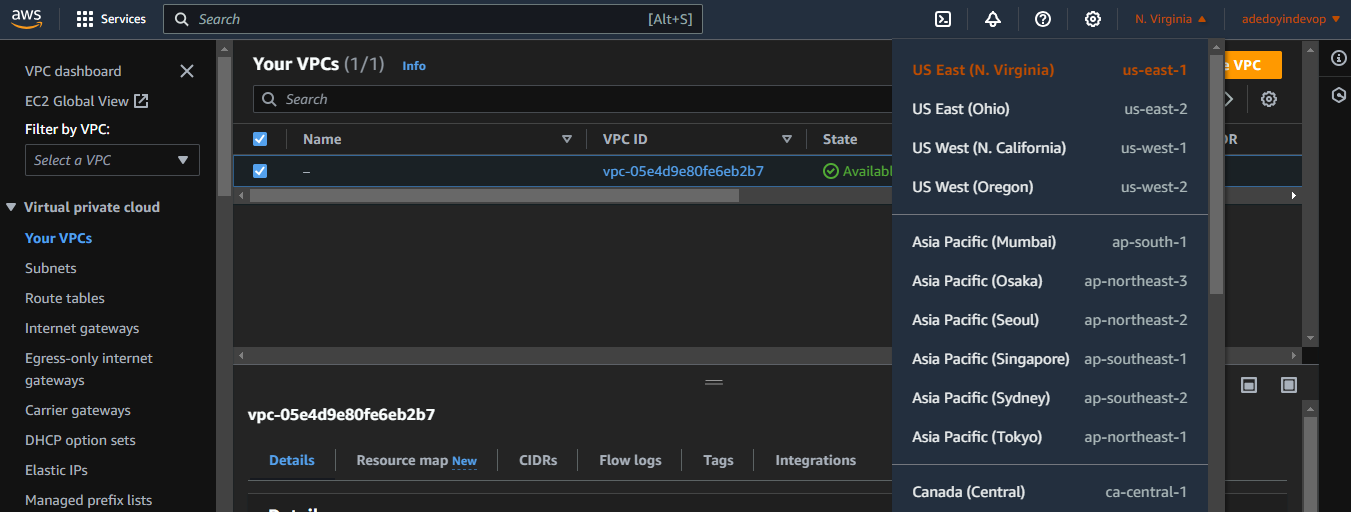 aws
Services
Search
[Alt+S]
N. Virginia
adedoyindevop
VPC dashboard
EC2 Global View
Filter by VPC:
Select a VPC
Virtual private cloud
Your VPCs
Subnets
Route tables
Internet gateways
Egress-only internet
gateways
Carrier gateways
DHCP option sets
Elastic IPs
Managed prefix lists
Your VPCs (1/1) Info
VPC
Search
Name VPC ID State
– vpc-05e4d9e80fe6eb2b7
vpc-05e4d9e80fe6eb2b7
Details Resource map New CIDRs Flow logs Tags Integrations
US East (N. Virginia) us-east-1
US East (Ohio) us-east-2
US West (N. California) us-west-1
US West (Oregon) us-west-2
Asia Pacific (Mumbai) ap-south-1
Asia Pacific (Osaka) ap-northeast-3
Asia Pacific (Seoul) ap-northeast-2
Asia Pacific (Singapore) ap-southeast-1
Asia Pacific (Sydney) ap-southeast-2
Asia Pacific (Tokyo) ap-northeast-1
Canada (Central) ca-central-1